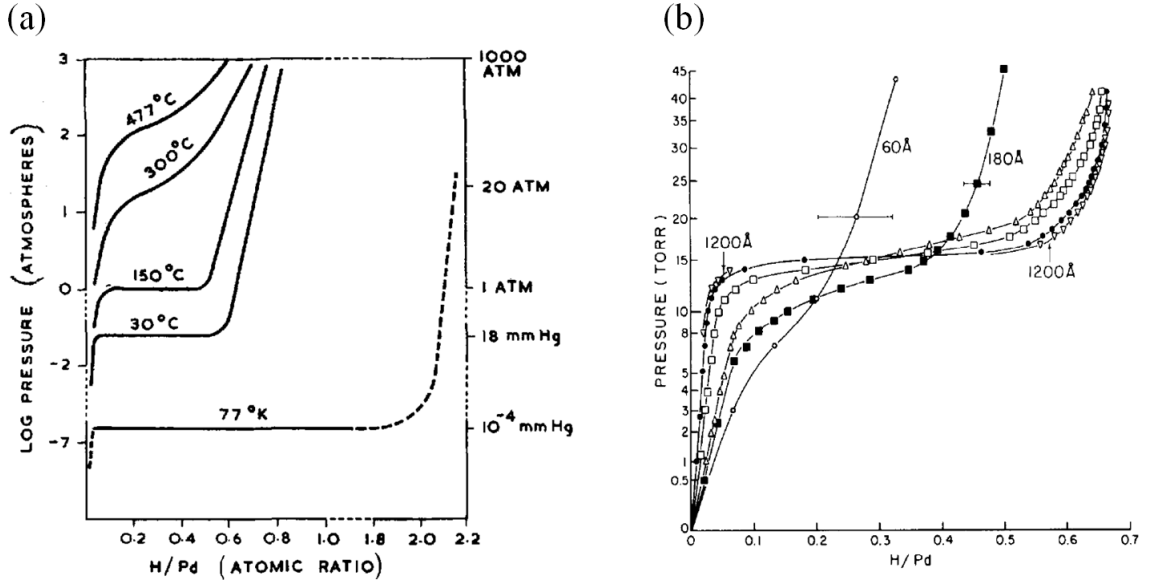 (a)
LOG PRESSURE (ATMOSPHERES)
3
2
1
0
-2
-7
1000
ATM
20 ATM
1 ATM
18 mm Hg
10⁻⁴ mm Hg
477°C
300°C
150°C
30°C
77°K
0·2 0·4 0·6 0·8 1·0 1·8 2·0 2·2
H/Pd (ATOMIC RATIO)
(b)
PRESSURE (TORR)
45
40
35
30
25
20
15
10
8
5
4
3
2
1
0.5
0
60Å
180Å
1200Å
1200Å
0 0.1 0.2 0.3 0.4 0.5 0.6 0.7
H/Pd